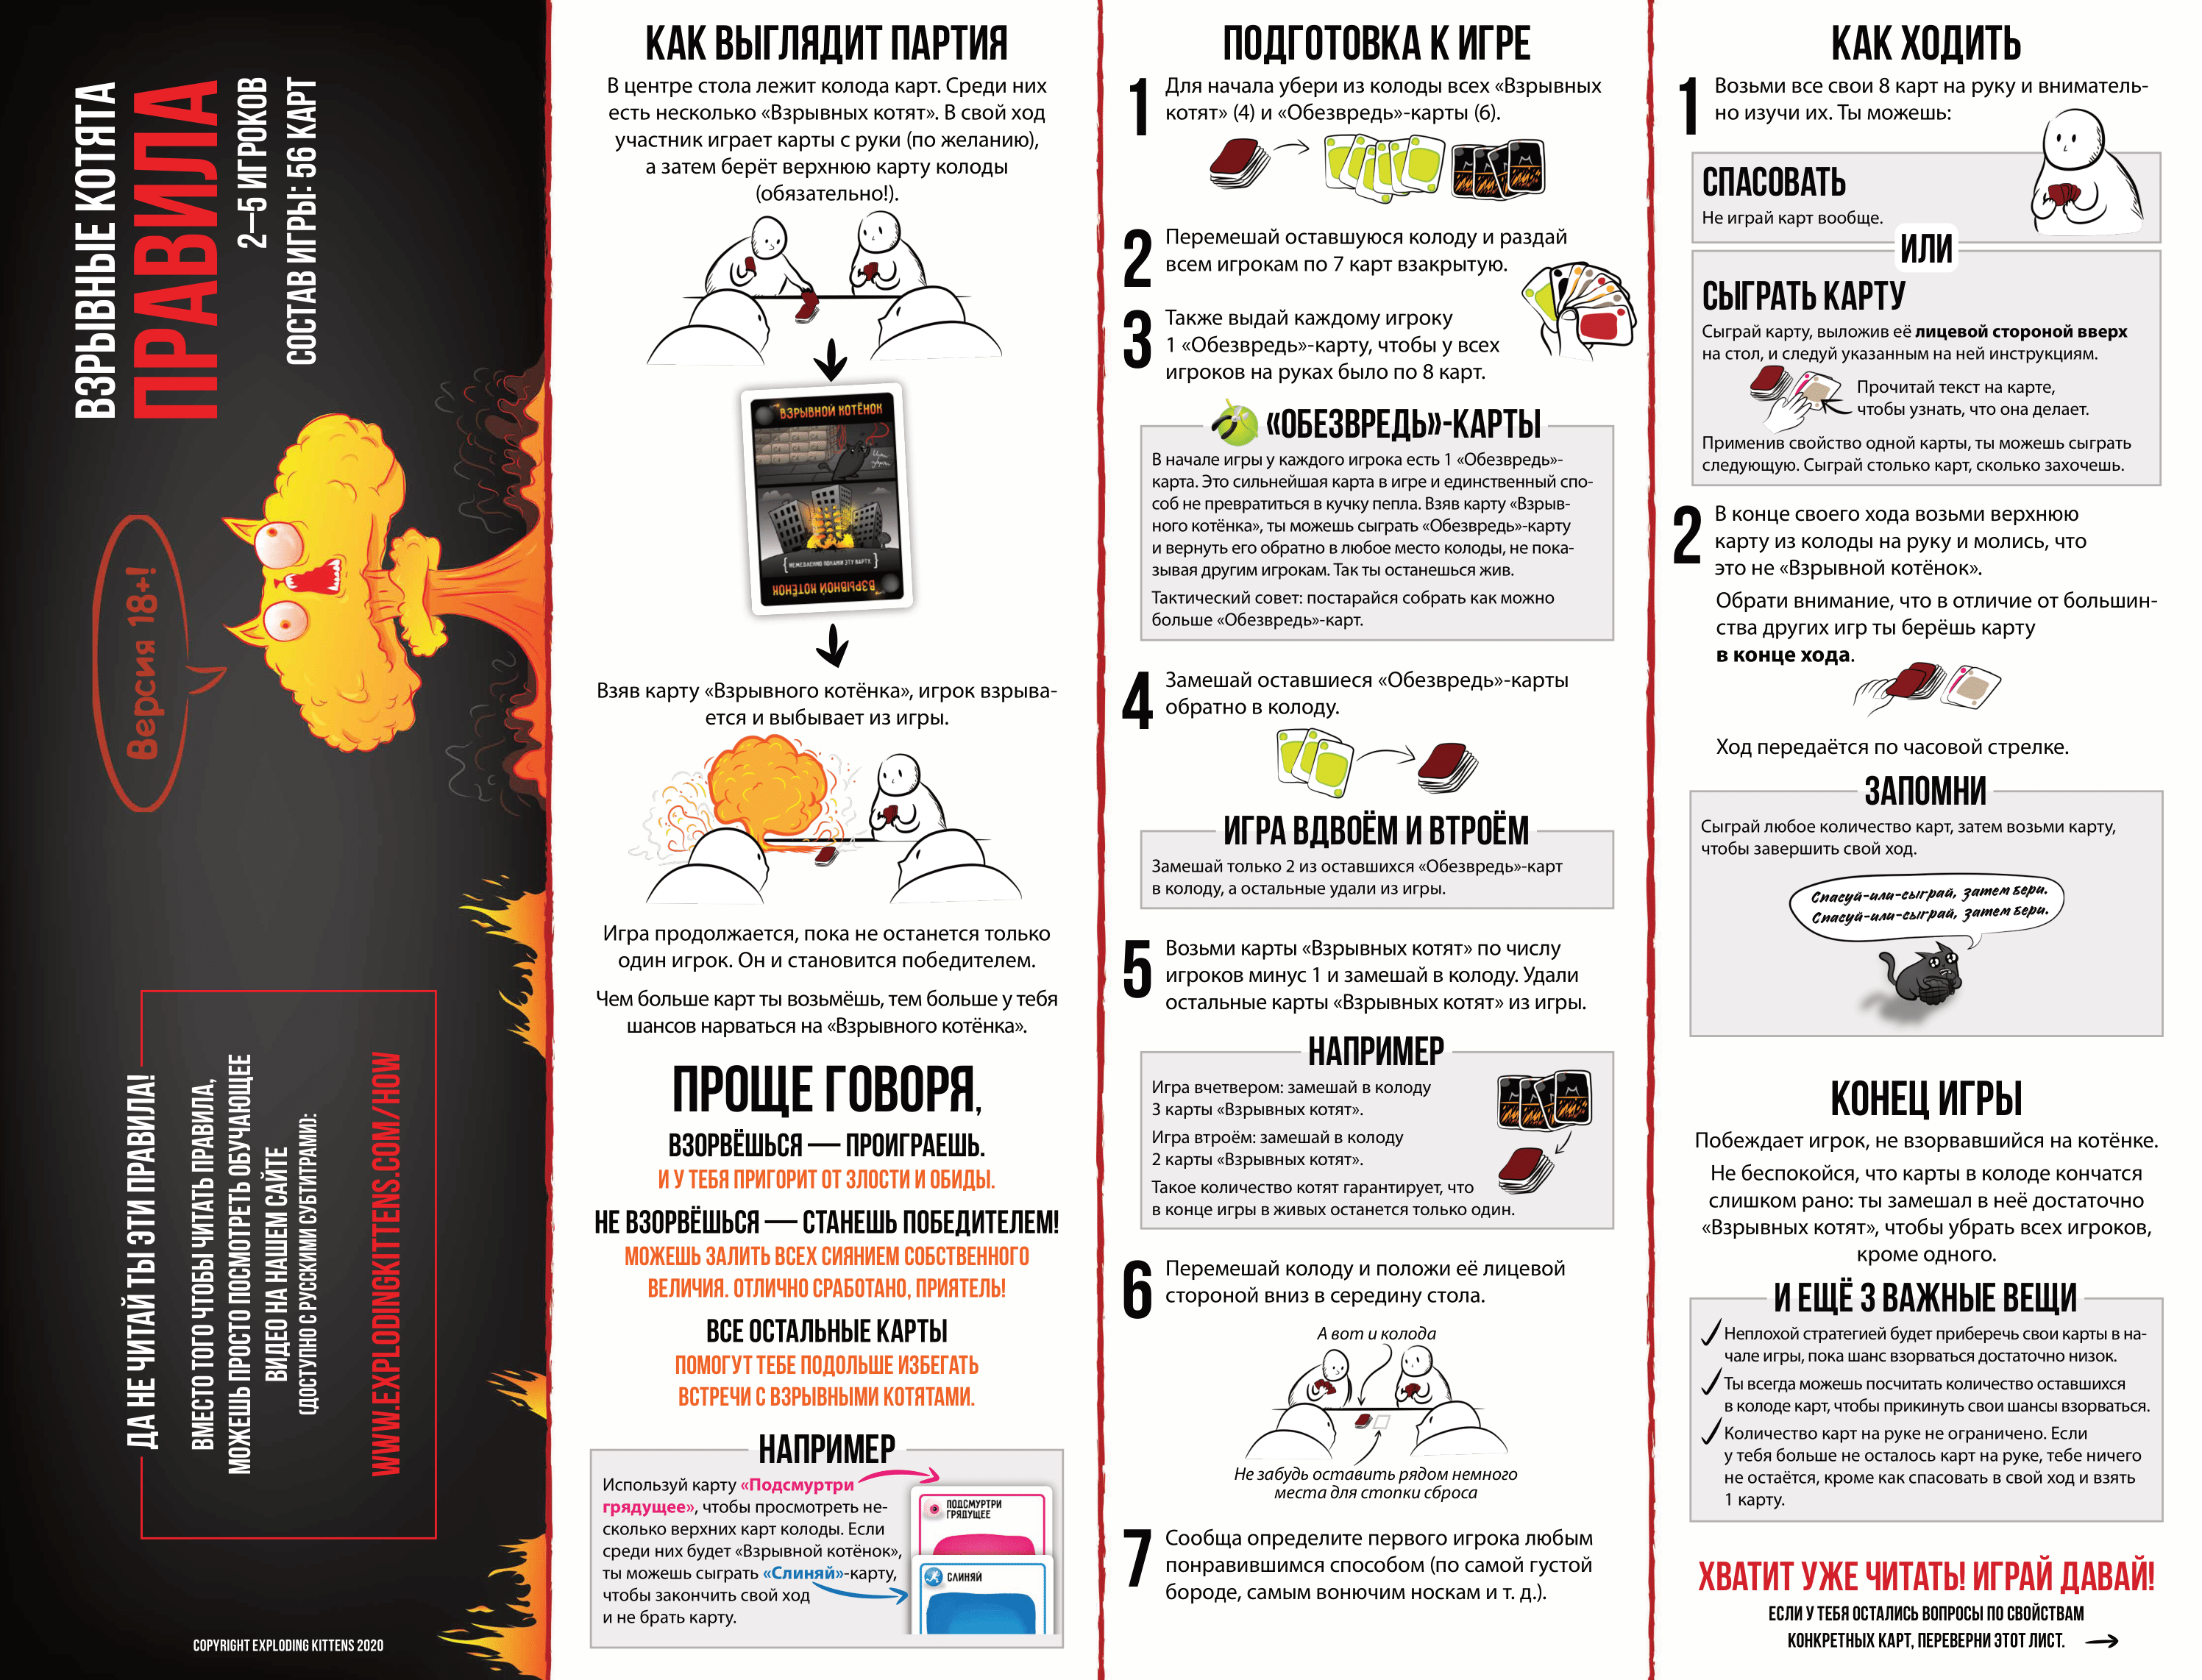 ВЗРЫВНЫЕ КОТЯТА
ПРАВИЛА
2—5 ИГРОКОВ
СОСТАВ ИГРЫ: 56 КАРТ
Версия 18+!
ДА НЕ ЧИТАЙ ТЫ ЭТИ ПРАВИЛА!
ВМЕСТО ТОГО ЧТОБЫ ЧИТАТЬ ПРАВИЛА,
МОЖЕШЬ ПРОСТО ПОСМОТРЕТЬ ОБУЧАЮЩЕЕ
ВИДЕО НА НАШЕМ САЙТЕ
(ДОСТУПНО С РУССКИМИ СУБТИТРАМИ):
WWW.EXPLODINGKITTENS.COM/HOW
COPYRIGHT EXPLODING KITTENS 2020
КАК ВЫГЛЯДИТ ПАРТИЯ
В центре стола лежит колода карт. Среди них
есть несколько «Взрывных котят». В свой ход
участник играет карты с руки (по желанию),
а затем берёт верхнюю карту колоды
(обязательно!).
ВЗРЫВНОЙ КОТЁНОК
НЕМЕДЛЕННО ПОКАЖИ ЭТУ КАРТУ.
ВЗРЫВНОЙ КОТЁНОК
Взяв карту «Взрывного котёнка», игрок взрыва-
ется и выбывает из игры.
Игра продолжается, пока не останется только
один игрок. Он и становится победителем.
Чем больше карт ты возьмёшь, тем больше у тебя
шансов нарваться на «Взрывного котёнка».
ПРОЩЕ ГОВОРЯ,
ВЗОРВЁШЬСЯ — ПРОИГРАЕШЬ.
И У ТЕБЯ ПРИГОРИТ ОТ ЗЛОСТИ И ОБИДЫ.
НЕ ВЗОРВЁШЬСЯ — СТАНЕШЬ ПОБЕДИТЕЛЕМ!
МОЖЕШЬ ЗАЛИТЬ ВСЕХ СИЯНИЕМ СОБСТВЕННОГО
ВЕЛИЧИЯ. ОТЛИЧНО СРАБОТАНО, ПРИЯТЕЛЬ!
ВСЕ ОСТАЛЬНЫЕ КАРТЫ
ПОМОГУТ ТЕБЕ ПОДОЛЬШЕ ИЗБЕГАТЬ
ВСТРЕЧИ С ВЗРЫВНЫМИ КОТЯТАМИ.
НАПРИМЕР
Используй карту «Подсмуртри
грядущее», чтобы просмотреть не-
сколько верхних карт колоды. Если
среди них будет «Взрывной котёнок»,
ты можешь сыграть «Слиняй»-карту,
чтобы закончить свой ход
и не брать карту.
ПОДСМУРТРИ
ГРЯДУЩЕЕ
СЛИНЯЙ
ПОДГОТОВКА К ИГРЕ
1 Для начала убери из колоды всех «Взрывных
котят» (4) и «Обезвредь»-карты (6).
2 Перемешай оставшуюся колоду и раздай
всем игрокам по 7 карт взакрытую.
3 Также выдай каждому игроку
1 «Обезвредь»-карту, чтобы у всех
игроков на руках было по 8 карт.
«ОБЕЗВРЕДЬ»-КАРТЫ
В начале игры у каждого игрока есть 1 «Обезвредь»-
карта. Это сильнейшая карта в игре и единственный спо-
соб не превратиться в кучку пепла. Взяв карту «Взрыв-
ного котёнка», ты можешь сыграть «Обезвредь»-карту
и вернуть его обратно в любое место колоды, не пока-
зывая другим игрокам. Так ты останешься жив.
Тактический совет: постарайся собрать как можно
больше «Обезвредь»-карт.
4 Замешай оставшиеся «Обезвредь»-карты
обратно в колоду.
ИГРА ВДВОЁМ И ВТРОЁМ
Замешай только 2 из оставшихся «Обезвредь»-карт
в колоду, а остальные удали из игры.
5 Возьми карты «Взрывных котят» по числу
игроков минус 1 и замешай в колоду. Удали
остальные карты «Взрывных котят» из игры.
НАПРИМЕР
Игра вчетвером: замешай в колоду
3 карты «Взрывных котят».
Игра втроём: замешай в колоду
2 карты «Взрывных котят».
Такое количество котят гарантирует, что
в конце игры в живых останется только один.
6 Перемешай колоду и положи её лицевой
стороной вниз в середину стола.
А вот и колода
Не забудь оставить рядом немного
места для стопки сброса
7 Сообща определите первого игрока любым
понравившимся способом (по самой густой
бороде, самым вонючим носкам и т. д.).
КАК ХОДИТЬ
1 Возьми все свои 8 карт на руку и вниматель-
но изучи их. Ты можешь:
СПАСОВАТЬ
Не играй карт вообще.
ИЛИ
СЫГРАТЬ КАРТУ
Сыграй карту, выложив её лицевой стороной вверх
на стол, и следуй указанным на ней инструкциям.
Прочитай текст на карте,
чтобы узнать, что она делает.
Применив свойство одной карты, ты можешь сыграть
следующую. Сыграй столько карт, сколько захочешь.
2 В конце своего хода возьми верхнюю
карту из колоды на руку и молись, что
это не «Взрывной котёнок».
Обрати внимание, что в отличие от большин-
ства других игр ты берёшь карту
в конце хода.
Ход передаётся по часовой стрелке.
ЗАПОМНИ
Сыграй любое количество карт, затем возьми карту,
чтобы завершить свой ход.
Спасуй-или-сыграй, затем бери.
Спасуй-или-сыграй, затем бери.
КОНЕЦ ИГРЫ
Побеждает игрок, не взорвавшийся на котёнке.
Не беспокойся, что карты в колоде кончатся
слишком рано: ты замешал в неё достаточно
«Взрывных котят», чтобы убрать всех игроков,
кроме одного.
И ЕЩЁ 3 ВАЖНЫЕ ВЕЩИ
Неплохой стратегией будет приберечь свои карты в на-
чале игры, пока шанс взорваться достаточно низок.
Ты всегда можешь посчитать количество оставшихся
в колоде карт, чтобы прикинуть свои шансы взорваться.
Количество карт на руке не ограничено. Если
у тебя больше не осталось карт на руке, тебе ничего
не остаётся, кроме как спасовать в свой ход и взять
1 карту.
ХВАТИТ УЖЕ ЧИТАТЬ! ИГРАЙ ДАВАЙ!
ЕСЛИ У ТЕБЯ ОСТАЛИСЬ ВОПРОСЫ ПО СВОЙСТВАМ
КОНКРЕТНЫХ КАРТ, ПЕРЕВЕРНИ ЭТОТ ЛИСТ.